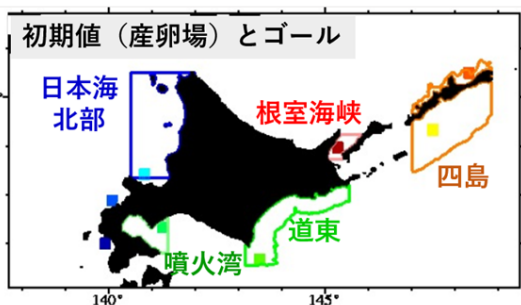 初期値（産卵場）とゴール
日本海
北部
根室海峡
四島
道東
噴火湾
140°
145°